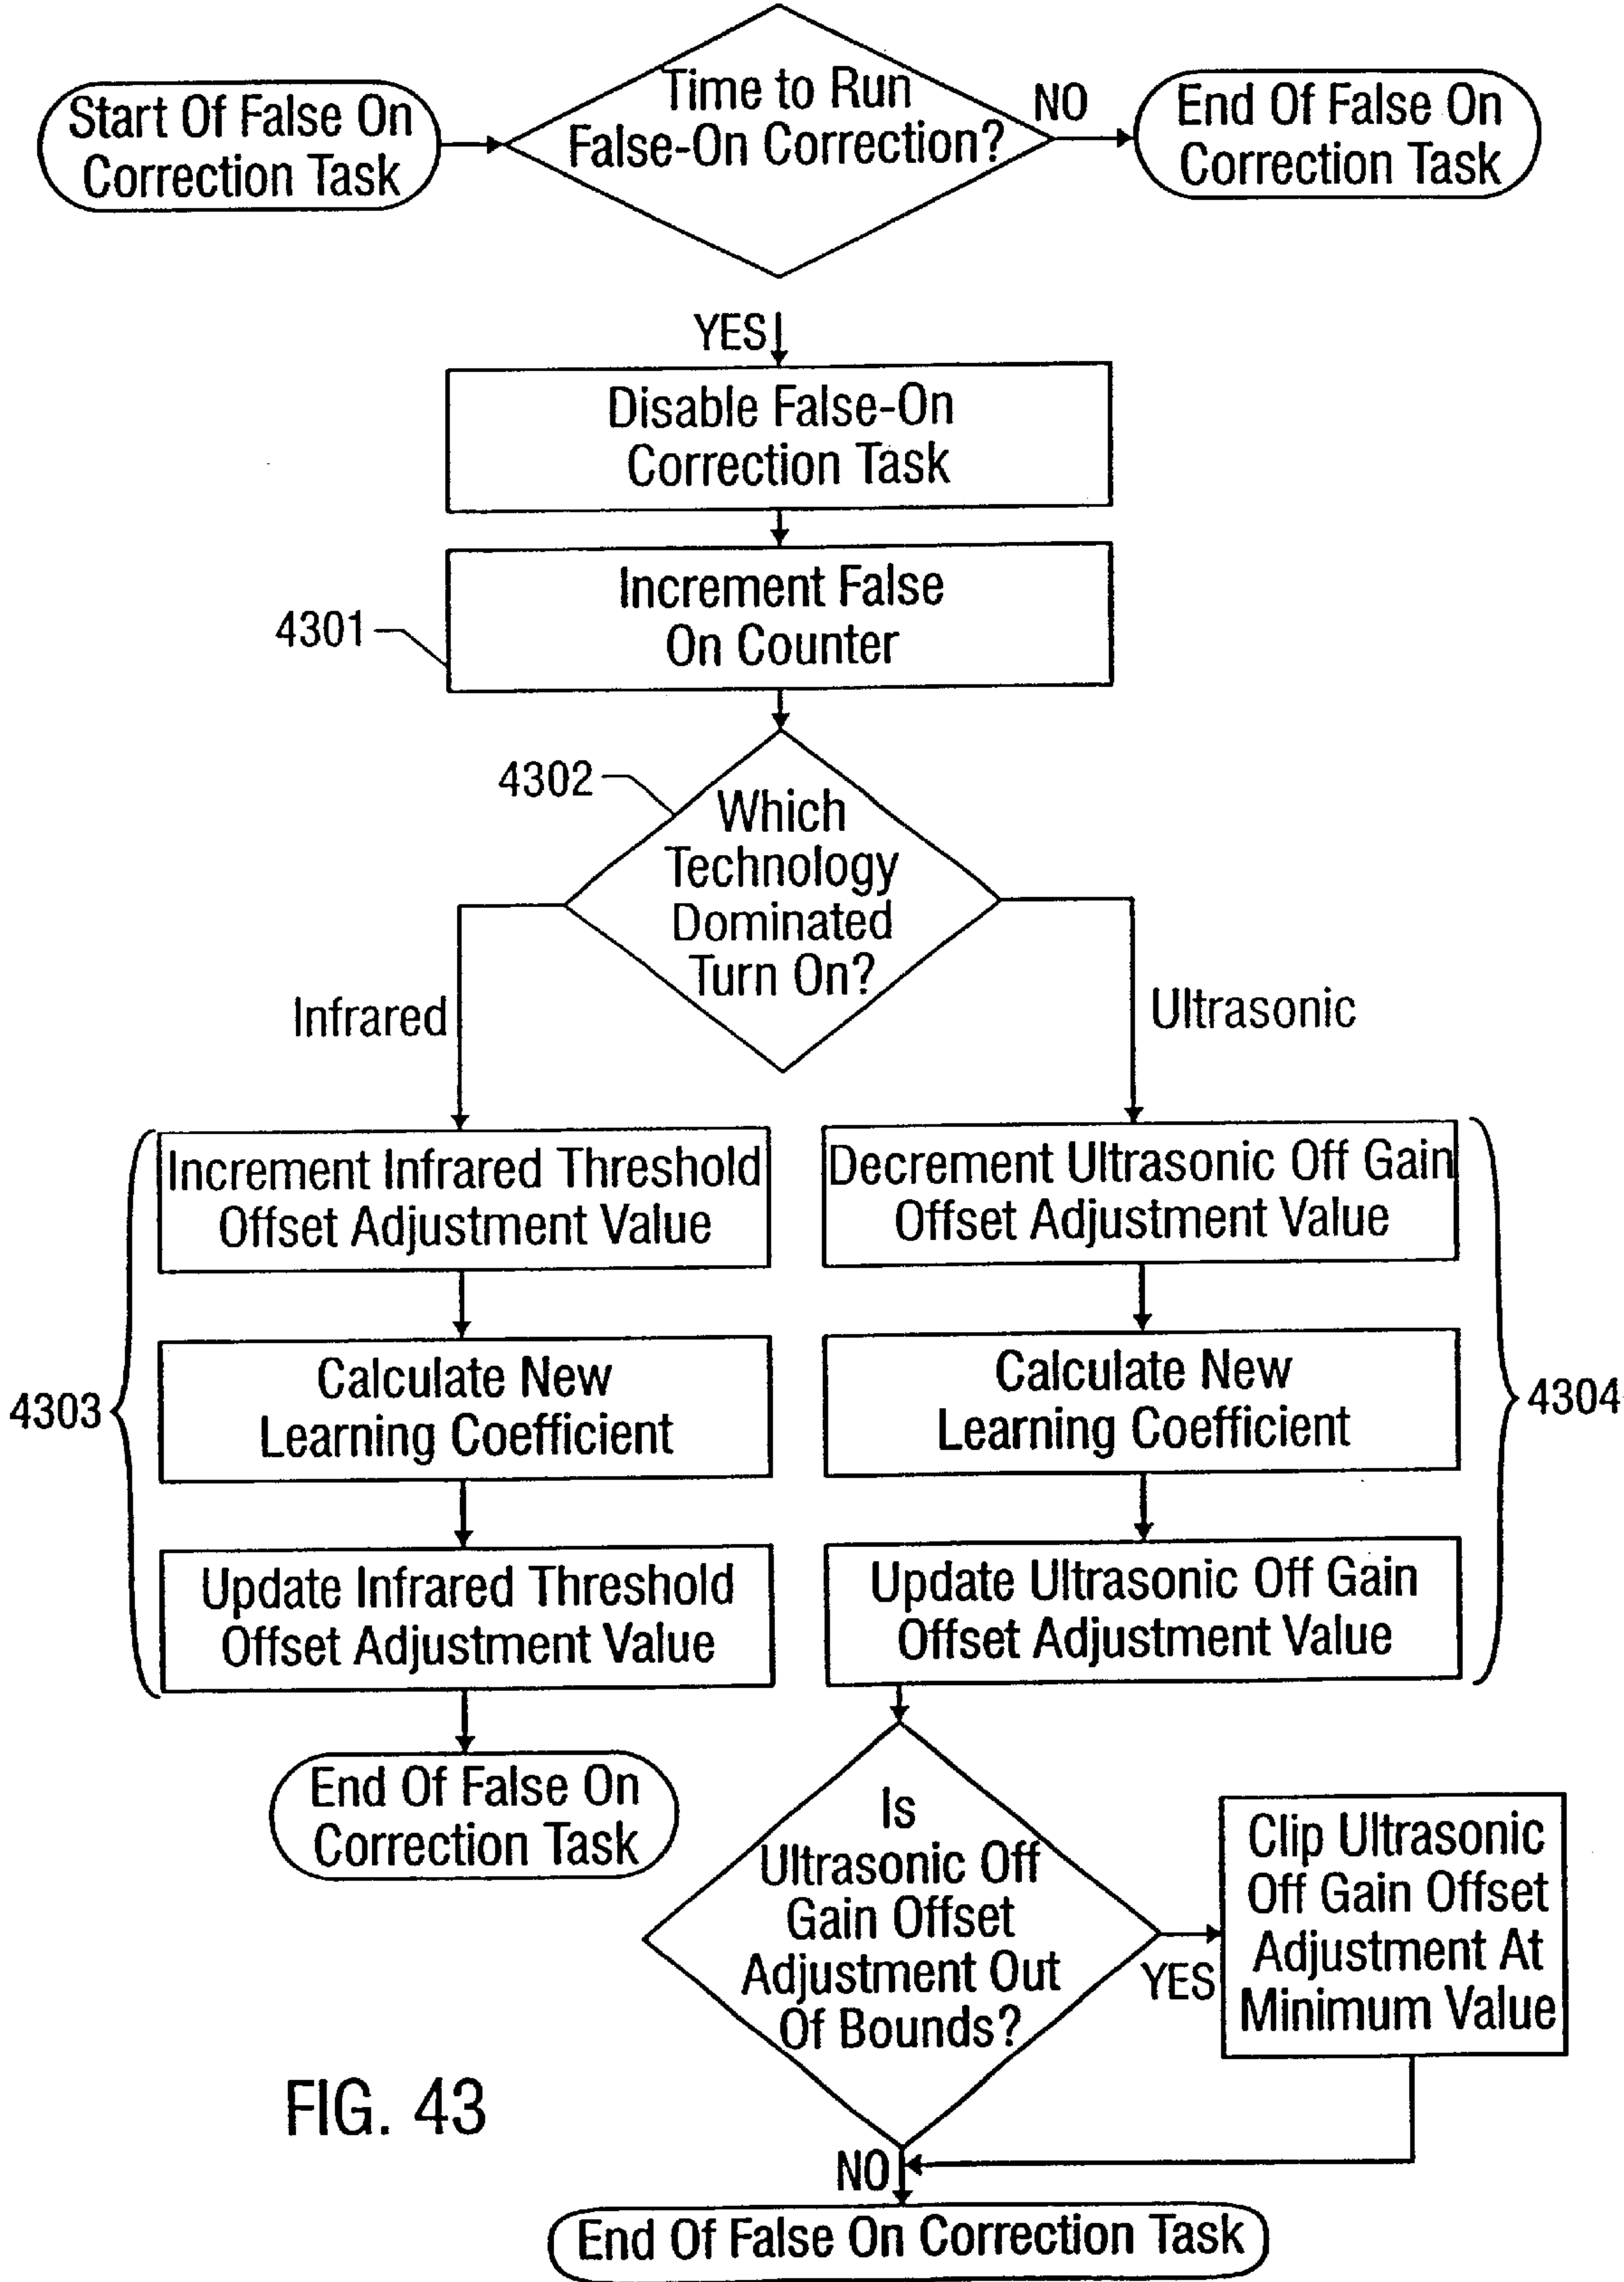 Start Of False On
Correction Task
Time to Run
False-On Correction?
NO
End Of False On
Correction Task
YES
Disable False-On
Correction Task
Increment False
On Counter
4301
4302
Which
Technology
Dominated
Turn On?
Infrared
Ultrasonic
Increment Infrared Threshold
Offset Adjustment Value
Decrement Ultrasonic Off Gain
Offset Adjustment Value
4303
Calculate New
Learning Coefficient
Calculate New
Learning Coefficient
4304
Update Infrared Threshold
Offset Adjustment Value
Update Ultrasonic Off Gain
Offset Adjustment Value
End Of False On
Correction Task
Is
Ultrasonic Off
Gain Offset
Adjustment Out
Of Bounds?
YES
Clip Ultrasonic
Off Gain Offset
Adjustment At
Minimum Value
NO
End Of False On Correction Task
FIG. 43